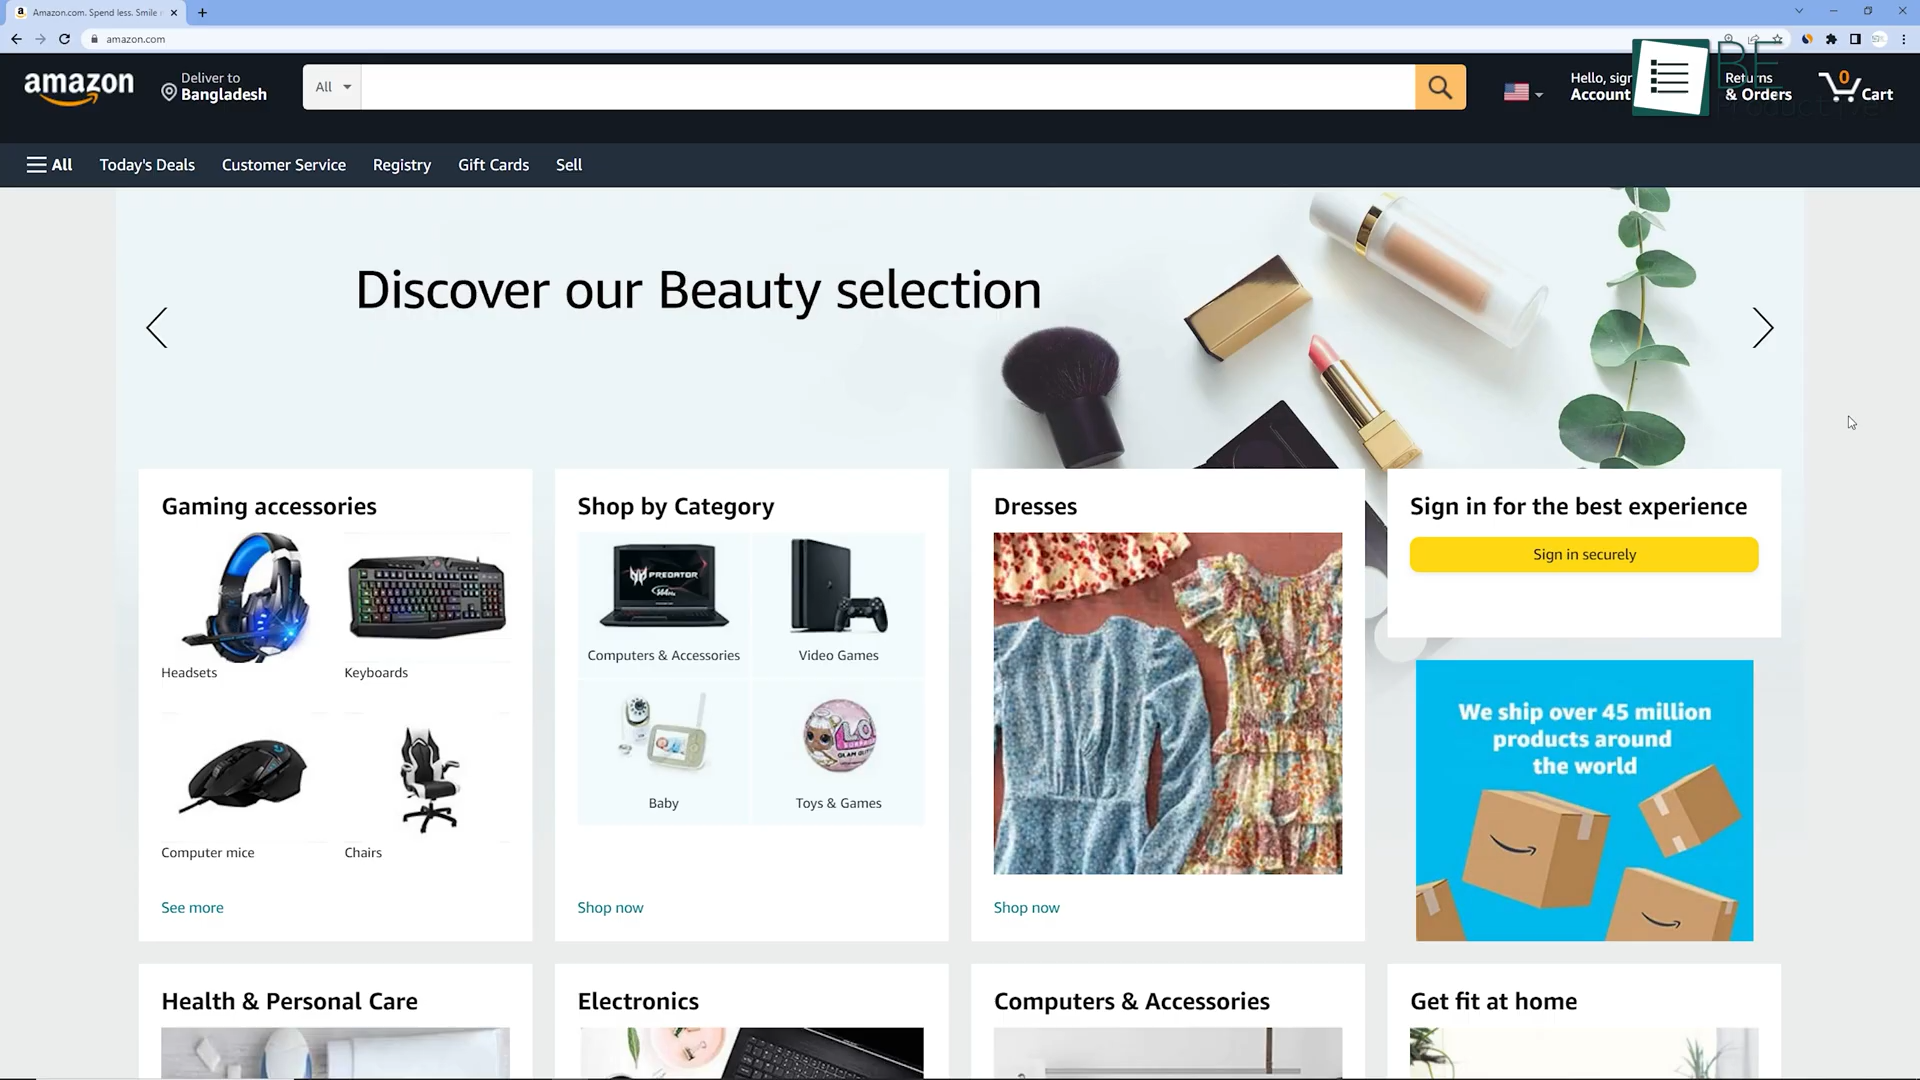 Amazon.com. Spend less. Smile
amazon.com
amazon
Deliver to
Bangladesh
All
Hello, sig
Account
Returns
& Orders
0
Cart
BE
All
Today's Deals
Customer Service
Registry
Gift Cards
Sell
Discover our Beauty selection
Gaming accessories
Headsets
Keyboards
Computer mice
Chairs
See more
Shop by Category
PREDATOR
Computers & Accessories
Video Games
Baby
Toys & Games
Shop now
Dresses
Shop now
Sign in for the best experience
Sign in securely
We ship over 45 million
products around
the world
Health & Personal Care
Electronics
Computers & Accessories
Get fit at home